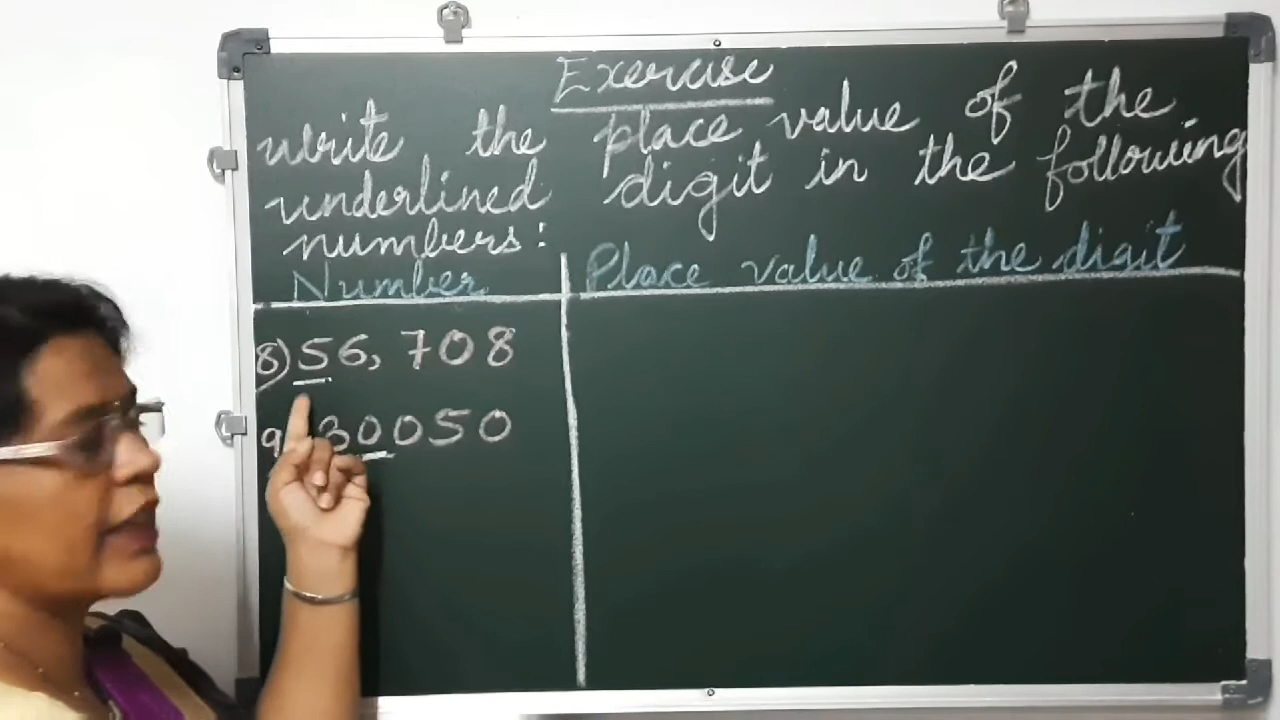 Exercise
write the place value of the
underlined digit in the following
numbers:
Number Place value of the digit
8) 56,708
9 30050